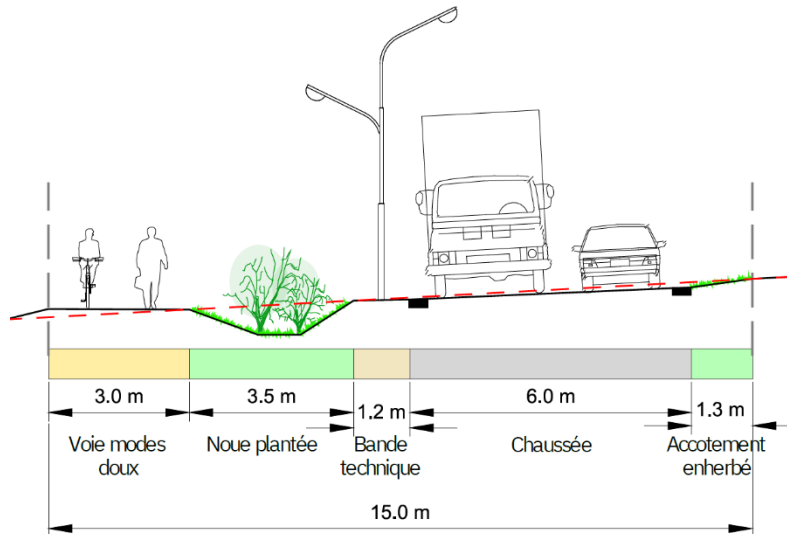 3.0 m
3.5 m
1.2 m
6.0 m
1.3 m
Voie modes
doux
Noue plantée
Bande
technique
Chaussée
Accotement
enherbé
15.0 m